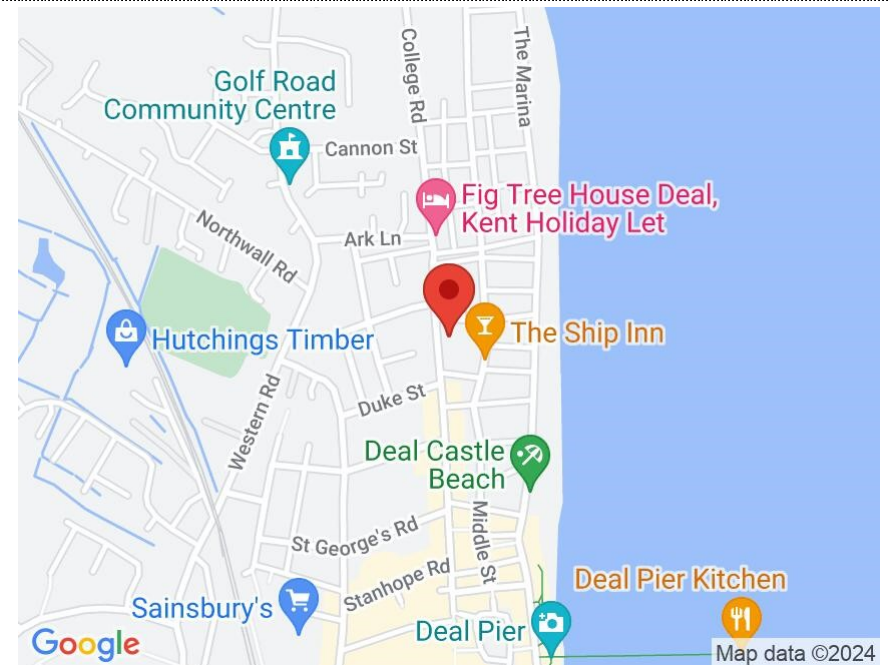 College Rd
The Marina
Golf Road
Community Centre
Cannon St
Fig Tree House Deal,
Kent Holiday Let
Northwall Rd
Ark Ln
Hutchings Timber
The Ship Inn
Duke St
Western Rd
Deal Castle
Beach
Middle St
St George's Rd
Stanhope Rd
Deal Pier Kitchen
Sainsbury's
Deal Pier
Google
Map data ©2024